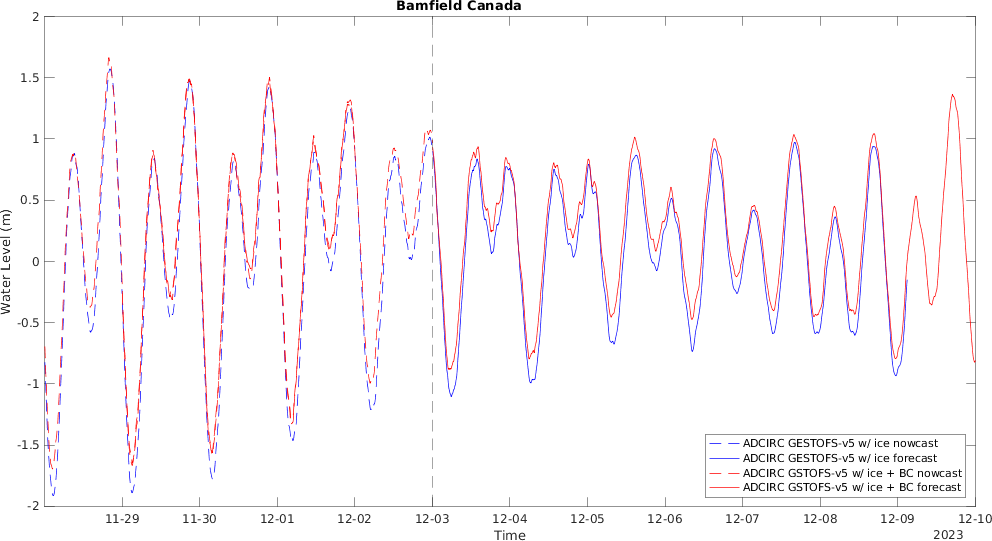 Bamfield Canada
2
1.5
1
0.5
0
-0.5
-1
-1.5
-2
Water Level (m)
ADCIRC GESTOFS-v5 w/ ice nowcast
ADCIRC GESTOFS-v5 w/ ice forecast
ADCIRC GSTOFS-v5 w/ ice + BC nowcast
ADCIRC GSTOFS-v5 w/ ice + BC forecast
11-29 11-30 12-01 12-02 12-03 12-04 12-05 12-06 12-07 12-08 12-09 12-10
Time
2023